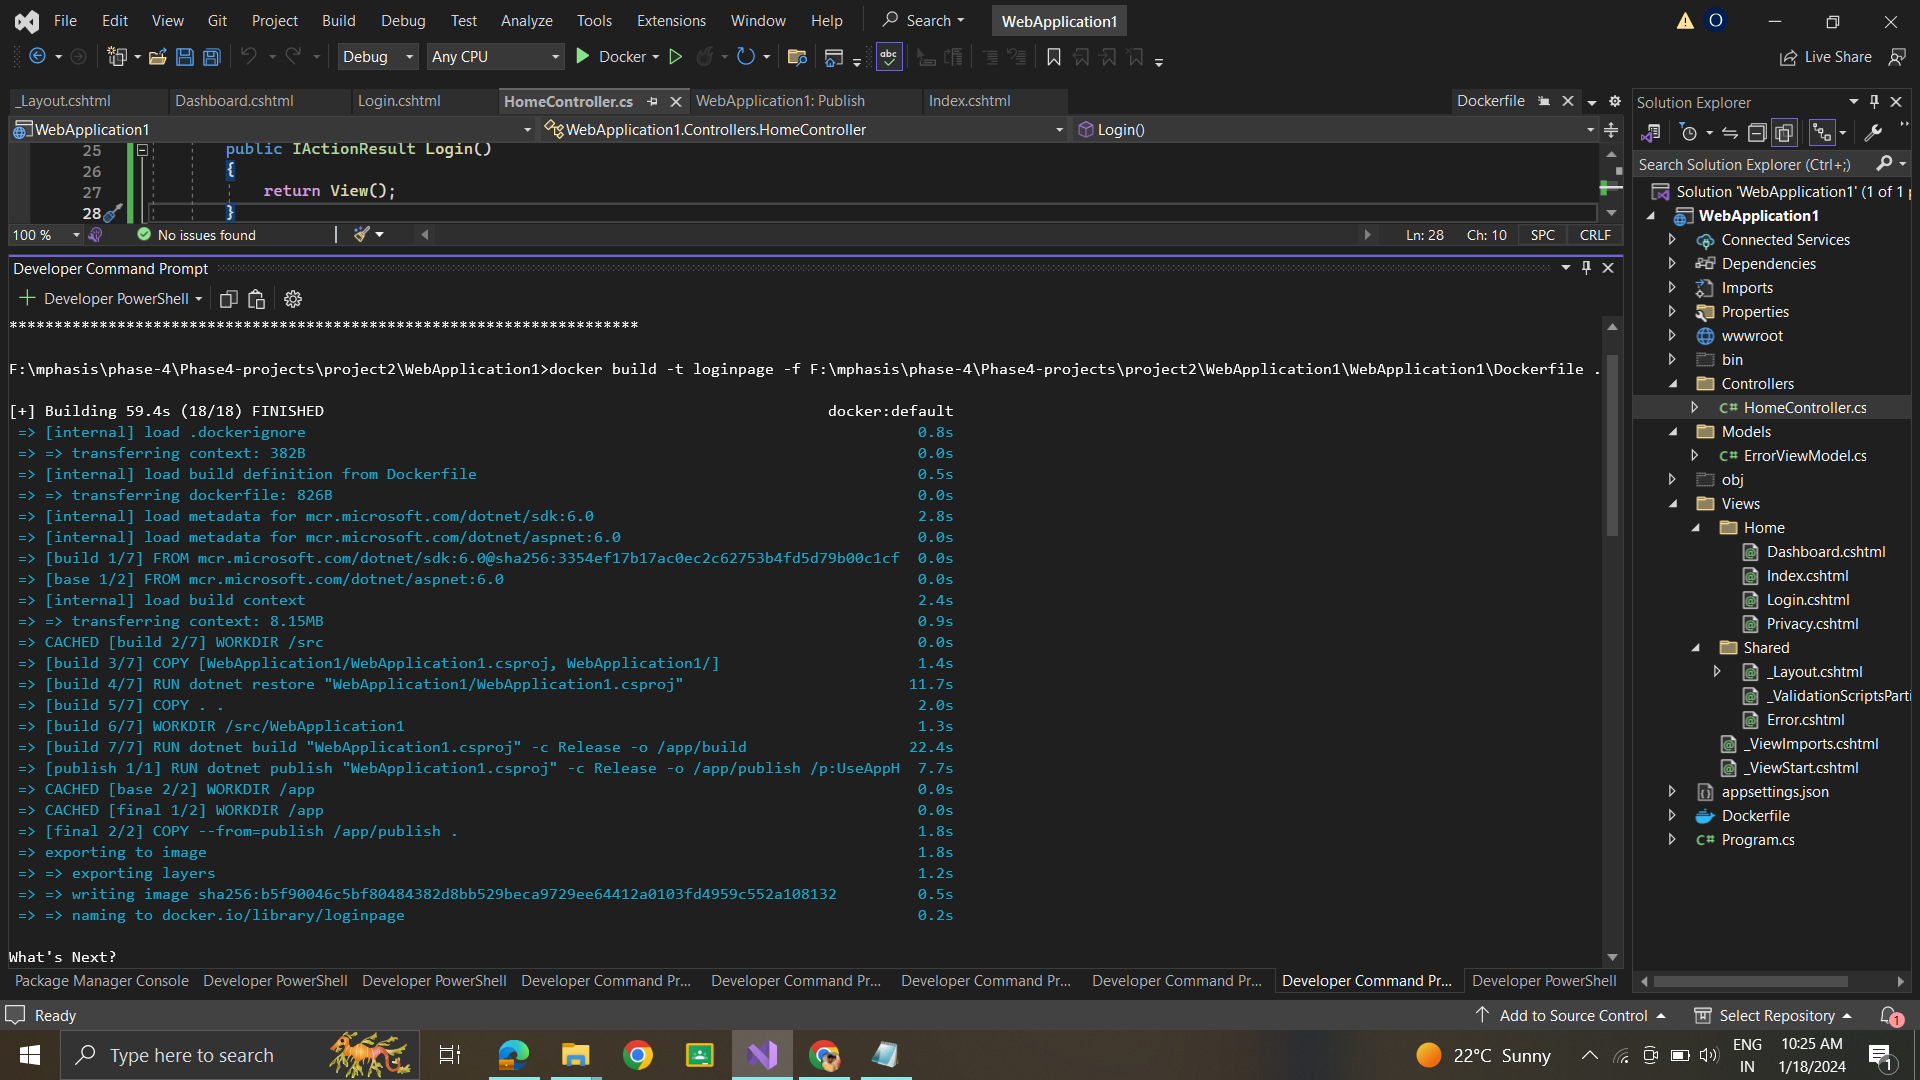 File Edit View Git Project Build Debug Test Analyze Tools Extensions Window Help Search WebApplication1 O
Debug Any CPU Docker Live Share
_Layout.cshtml Dashboard.cshtml Login.cshtml HomeController.cs WebApplication1: Publish Index.cshtml Dockerfile
WebApplication1 WebApplication1.Controllers.HomeController Login()
25 public IActionResult Login()
26 {
27 return View();
28 }
100 % No issues found Ln: 28 Ch: 10 SPC CRLF
Developer Command Prompt
Developer PowerShell
**********************************************************************
F:\mphasis\phase-4\Phase4-projects\project2\WebApplication1>docker build -t loginpage -f F:\mphasis\phase-4\Phase4-projects\project2\WebApplication1\WebApplication1\Dockerfile .
[+] Building 59.4s (18/18) FINISHED docker:default
=> [internal] load .dockerignore 0.8s
=> => transferring context: 382B 0.0s
=> [internal] load build definition from Dockerfile 0.5s
=> => transferring dockerfile: 826B 0.0s
=> [internal] load metadata for mcr.microsoft.com/dotnet/sdk:6.0 2.8s
=> [internal] load metadata for mcr.microsoft.com/dotnet/aspnet:6.0 0.0s
=> [build 1/7] FROM mcr.microsoft.com/dotnet/sdk:6.0@sha256:3354ef17b17ac0ec2c62753b4fd5d79b00c1cf 0.0s
=> [base 1/2] FROM mcr.microsoft.com/dotnet/aspnet:6.0 0.0s
=> [internal] load build context 2.4s
=> => transferring context: 8.15MB 0.9s
=> CACHED [build 2/7] WORKDIR /src 0.0s
=> [build 3/7] COPY [WebApplication1/WebApplication1.csproj, WebApplication1/] 1.4s
=> [build 4/7] RUN dotnet restore "WebApplication1/WebApplication1.csproj" 11.7s
=> [build 5/7] COPY . . 2.0s
=> [build 6/7] WORKDIR /src/WebApplication1 1.3s
=> [build 7/7] RUN dotnet build "WebApplication1.csproj" -c Release -o /app/build 22.4s
=> [publish 1/1] RUN dotnet publish "WebApplication1.csproj" -c Release -o /app/publish /p:UseAppH 7.7s
=> CACHED [base 2/2] WORKDIR /app 0.0s
=> CACHED [final 1/2] WORKDIR /app 0.0s
=> [final 2/2] COPY --from=publish /app/publish . 1.8s
=> exporting to image 1.8s
=> => exporting layers 1.2s
=> => writing image sha256:b5f90046c5bf80484382d8bb529beca9729ee64412a0103fd4959c552a108132 0.5s
=> => naming to docker.io/library/loginpage 0.2s
What's Next?
Package Manager Console Developer PowerShell Developer PowerShell Developer Command Pr... Developer Command Pr... Developer Command Pr... Developer Command Pr... Developer Command Pr... Developer PowerShell
Solution Explorer
Search Solution Explorer (Ctrl+;)
Solution 'WebApplication1' (1 of 1 p
WebApplication1
Connected Services
Dependencies
Imports
Properties
wwwroot
bin
Controllers
C# HomeController.cs
Models
C# ErrorViewModel.cs
obj
Views
Home
Dashboard.cshtml
Index.cshtml
Login.cshtml
Privacy.cshtml
Shared
_Layout.cshtml
_ValidationScriptsParti
Error.cshtml
_ViewImports.cshtml
_ViewStart.cshtml
appsettings.json
Dockerfile
C# Program.cs
Ready Add to Source Control Select Repository 1
Type here to search 22°C Sunny ENG IN 10:25 AM 1/18/2024 1